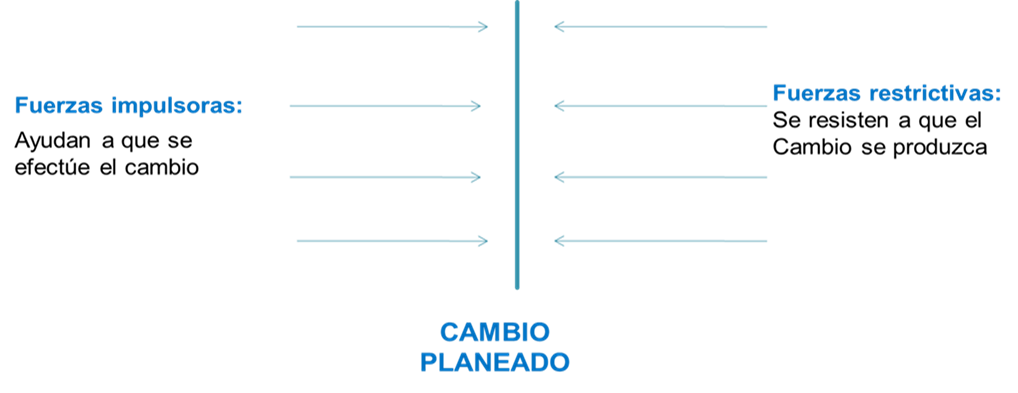 Fuerzas impulsoras:
Ayudan a que se
efectúe el cambio
Fuerzas restrictivas:
Se resisten a que el
Cambio se produzca
CAMBIO
PLANEADO